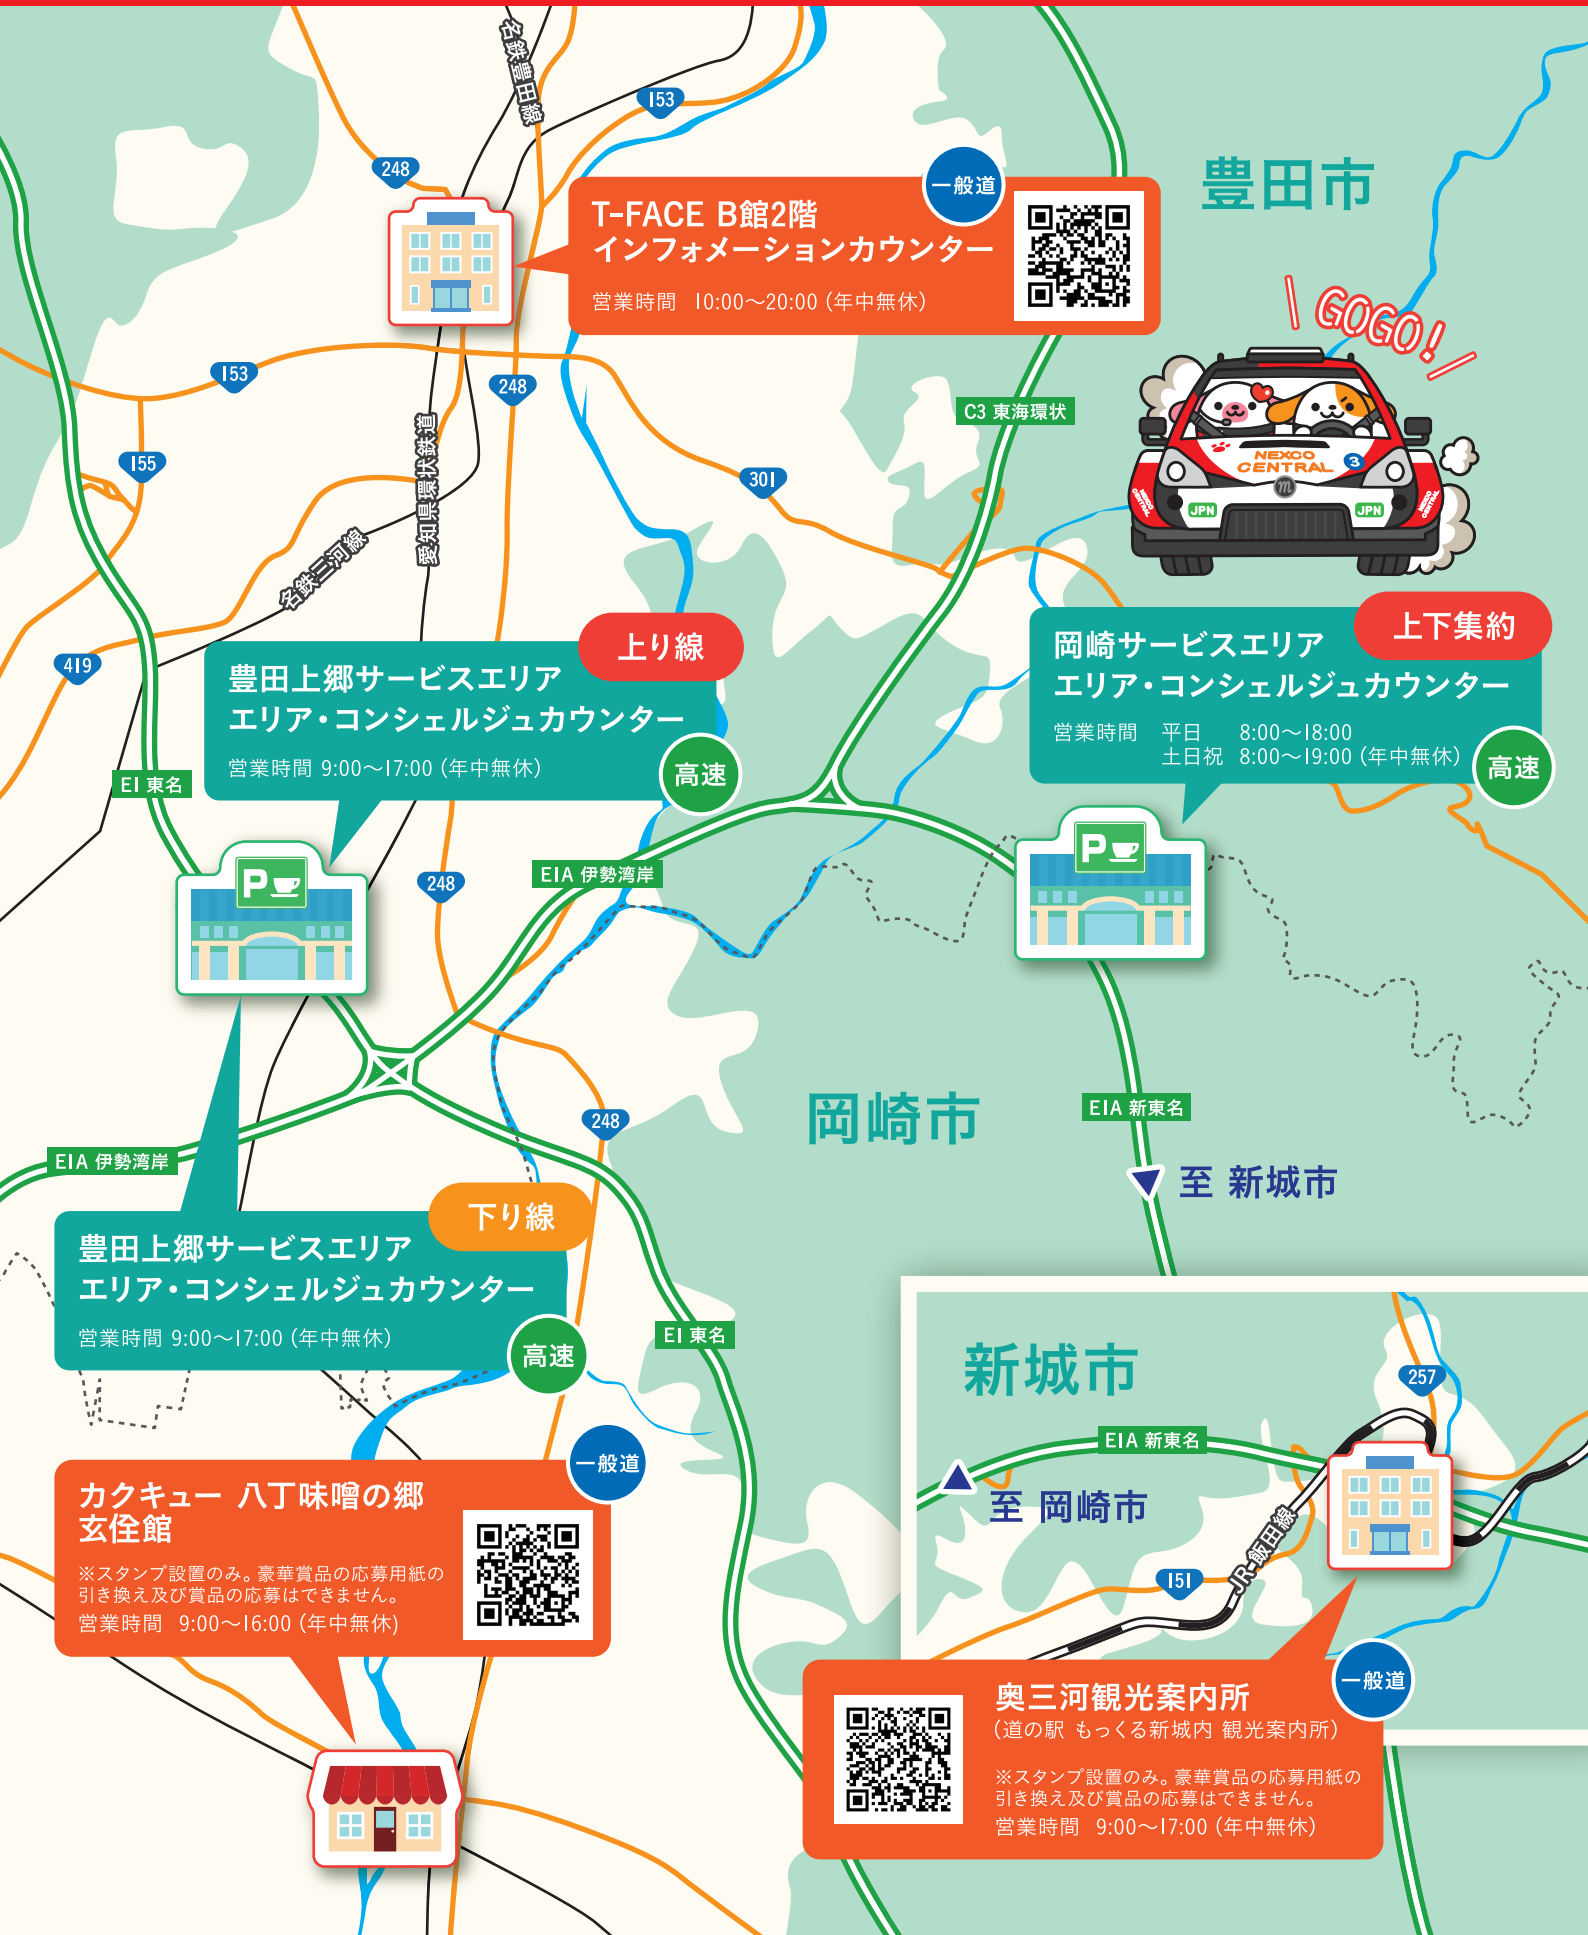 名鉄豊田線
153
248
一般道
豊田市
T-FACE B館2階
インフォメーションカウンター
営業時間 10:00〜20:00 (年中無休)
GOGO!
153
248
C3 東海環状
155
愛知県環状鉄道
301
NEXCO
CENTRAL
3
m
JPN
JPN
NEXCO
CENTRAL
NEXCO
CENTRAL
名鉄三河線
419
上り線
豊田上郷サービスエリア
エリア・コンシェルジュカウンター
営業時間 9:00〜17:00 (年中無休)
高速
上下集約
岡崎サービスエリア
エリア・コンシェルジュカウンター
営業時間 平日 8:00〜18:00
土日祝 8:00〜19:00 (年中無休)
高速
E1 東名
P
P
248
E1A 伊勢湾岸
岡崎市
248
E1A 新東名
E1A 伊勢湾岸
至 新城市
下り線
豊田上郷サービスエリア
エリア・コンシェルジュカウンター
営業時間 9:00〜17:00 (年中無休)
高速
E1 東名
新城市
257
E1A 新東名
至 岡崎市
JR-飯田線
151
一般道
カクキュー 八丁味噌の郷
玄侳館
※スタンプ設置のみ。豪華賞品の応募用紙の
引き換え及び賞品の応募はできません。
営業時間 9:00〜16:00 (年中無休)
一般道
奥三河観光案内所
(道の駅 もっくる新城内 観光案内所)
※スタンプ設置のみ。豪華賞品の応募用紙の
引き換え及び賞品の応募はできません。
営業時間 9:00〜17:00 (年中無休)